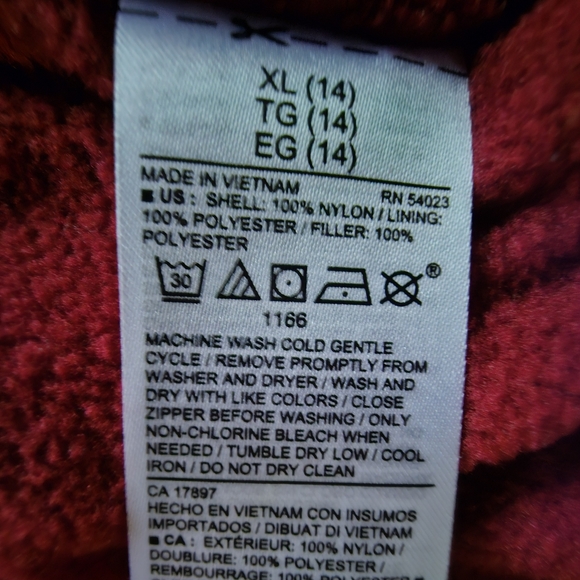 XL (14)
TG (14)
EG (14)
MADE IN VIETNAM RN 54023
■ US : SHELL: 100% NYLON / LINING:
100% POLYESTER / FILLER: 100%
POLYESTER
30 ®
1166
MACHINE WASH COLD GENTLE
CYCLE / REMOVE PROMPTLY FROM
WASHER AND DRYER / WASH AND
DRY WITH LIKE COLORS / CLOSE
ZIPPER BEFORE WASHING / ONLY
NON-CHLORINE BLEACH WHEN
NEEDED / TUMBLE DRY LOW / COOL
IRON / DO NOT DRY CLEAN
CA 17897
HECHO EN VIETNAM CON INSUMOS
IMPORTADOS / DIBUAT DI VIETNAM
■ CA : EXTÉRIEUR: 100% NYLON /
DOUBLURE: 100% POLYESTER /
REMBOURRAGE: 100% POLYESTER